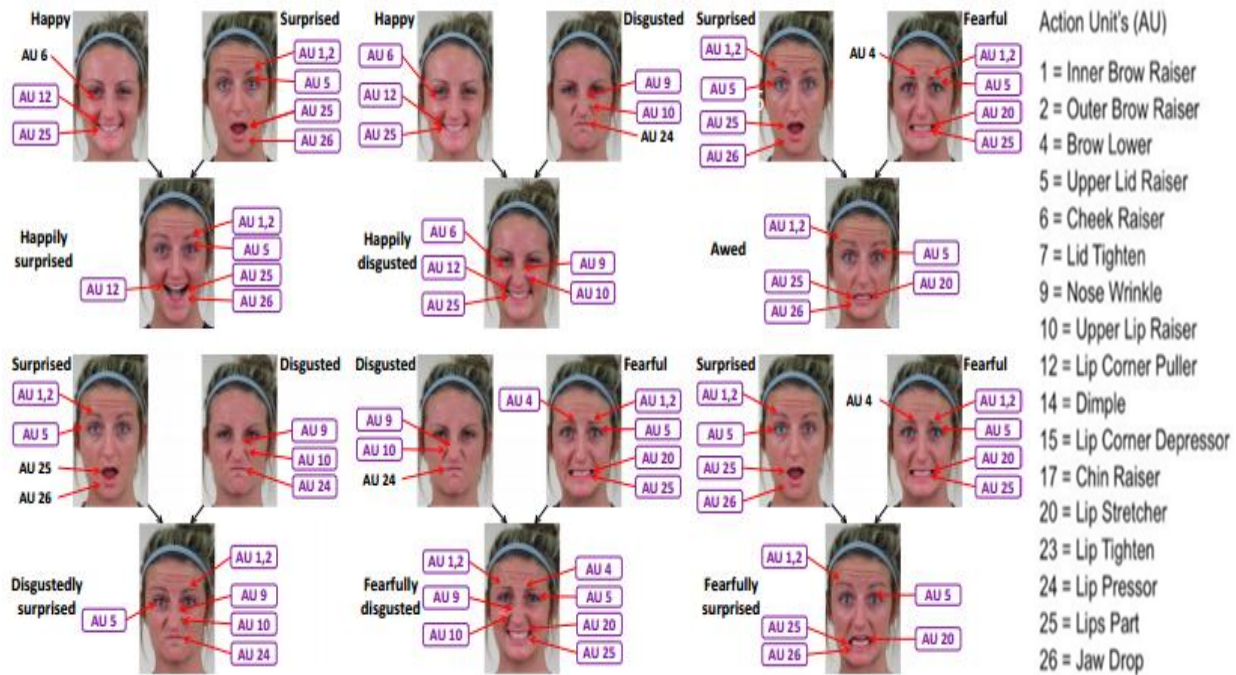 Happy
Surprised
AU 6
AU 12
AU 25
AU 1,2
AU 5
AU 25
AU 26
Happily
surprised
AU 12
AU 1,2
AU 5
AU 25
AU 26
Happy
Disgusted
AU 6
AU 12
AU 25
AU 9
AU 10
AU 24
Happily
disgusted
AU 6
AU 12
AU 25
AU 9
AU 10
Surprised
Fearful
AU 1,2
AU 5
AU 25
AU 26
AU 4
AU 1,2
AU 5
AU 20
AU 25
Awed
AU 1,2
AU 25
AU 26
AU 5
AU 20
Surprised
Disgusted
AU 1,2
AU 5
AU 25
AU 26
AU 9
AU 10
AU 24
Disgustedly
surprised
AU 5
AU 1,2
AU 9
AU 10
AU 24
Disgusted
Fearful
AU 9
AU 10
AU 24
AU 4
AU 1,2
AU 5
AU 20
AU 25
Fearfully
disgusted
AU 1,2
AU 9
AU 10
AU 4
AU 5
AU 20
AU 25
Surprised
Fearful
AU 1,2
AU 5
AU 25
AU 26
AU 4
AU 1,2
AU 5
AU 20
AU 25
Fearfully
surprised
AU 1,2
AU 25
AU 26
AU 5
AU 20
Action Unit's (AU)
1 = Inner Brow Raiser
2 = Outer Brow Raiser
4 = Brow Lower
5 = Upper Lid Raiser
6 = Cheek Raiser
7 = Lid Tighten
9 = Nose Wrinkle
10 = Upper Lip Raiser
12 = Lip Corner Puller
14 = Dimple
15 = Lip Corner Depressor
17 = Chin Raiser
20 = Lip Stretcher
23 = Lip Tighten
24 = Lip Pressor
25 = Lips Part
26 = Jaw Drop